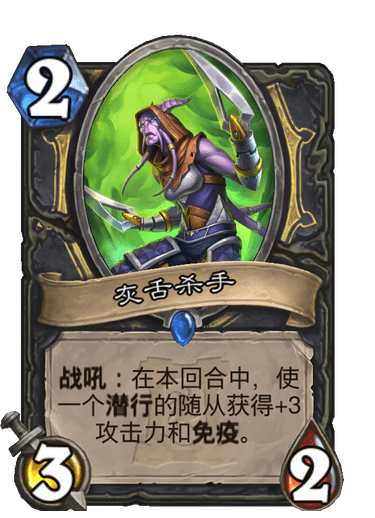 2
灰舌杀手
战吼：在本回合中，使
一个潜行的随从获得+3
攻击力和免疫。
3
2